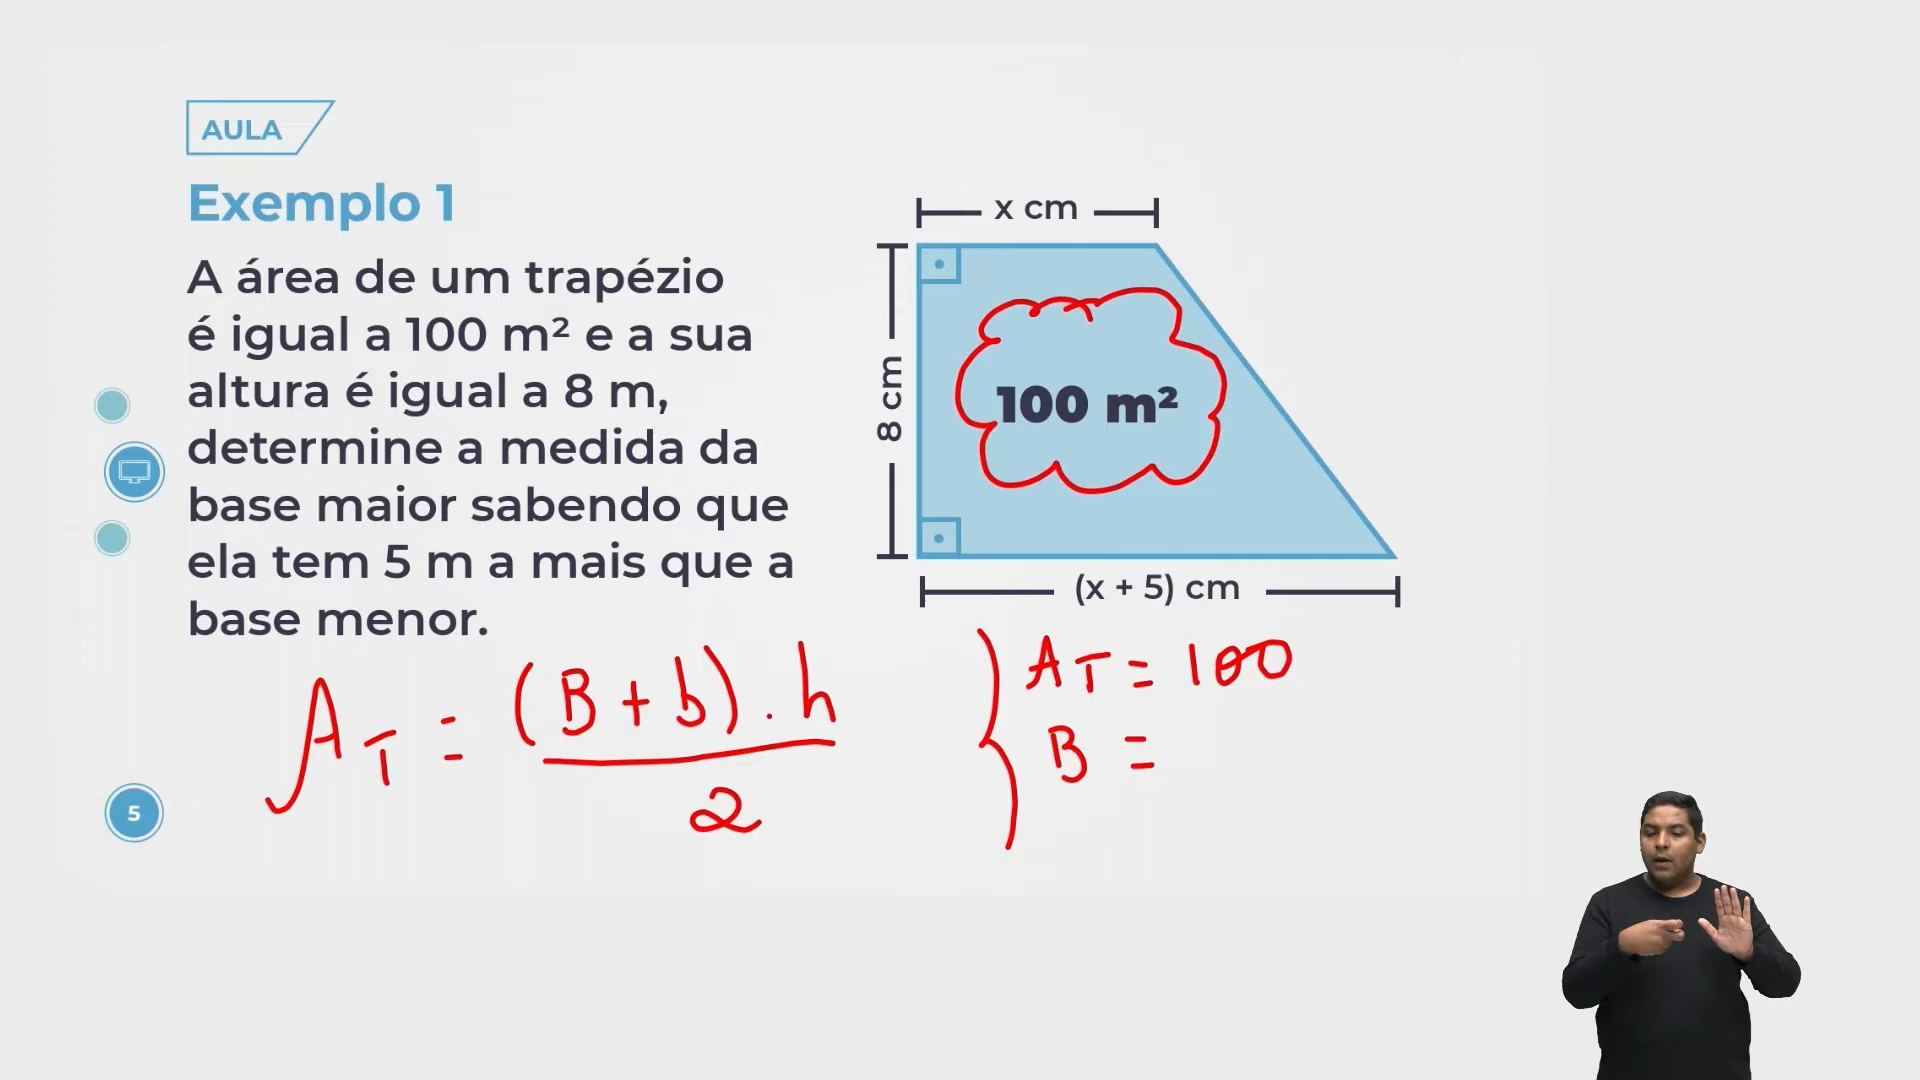 AULA
Exemplo 1
A área de um trapézio
é igual a 100 m² e a sua
altura é igual a 8 m,
determine a medida da
base maior sabendo que
ela tem 5 m a mais que a
base menor.
x cm
8 cm
100 m²
(x + 5) cm
A_T = (B + b) . h
2
A_T = 100
B =
5